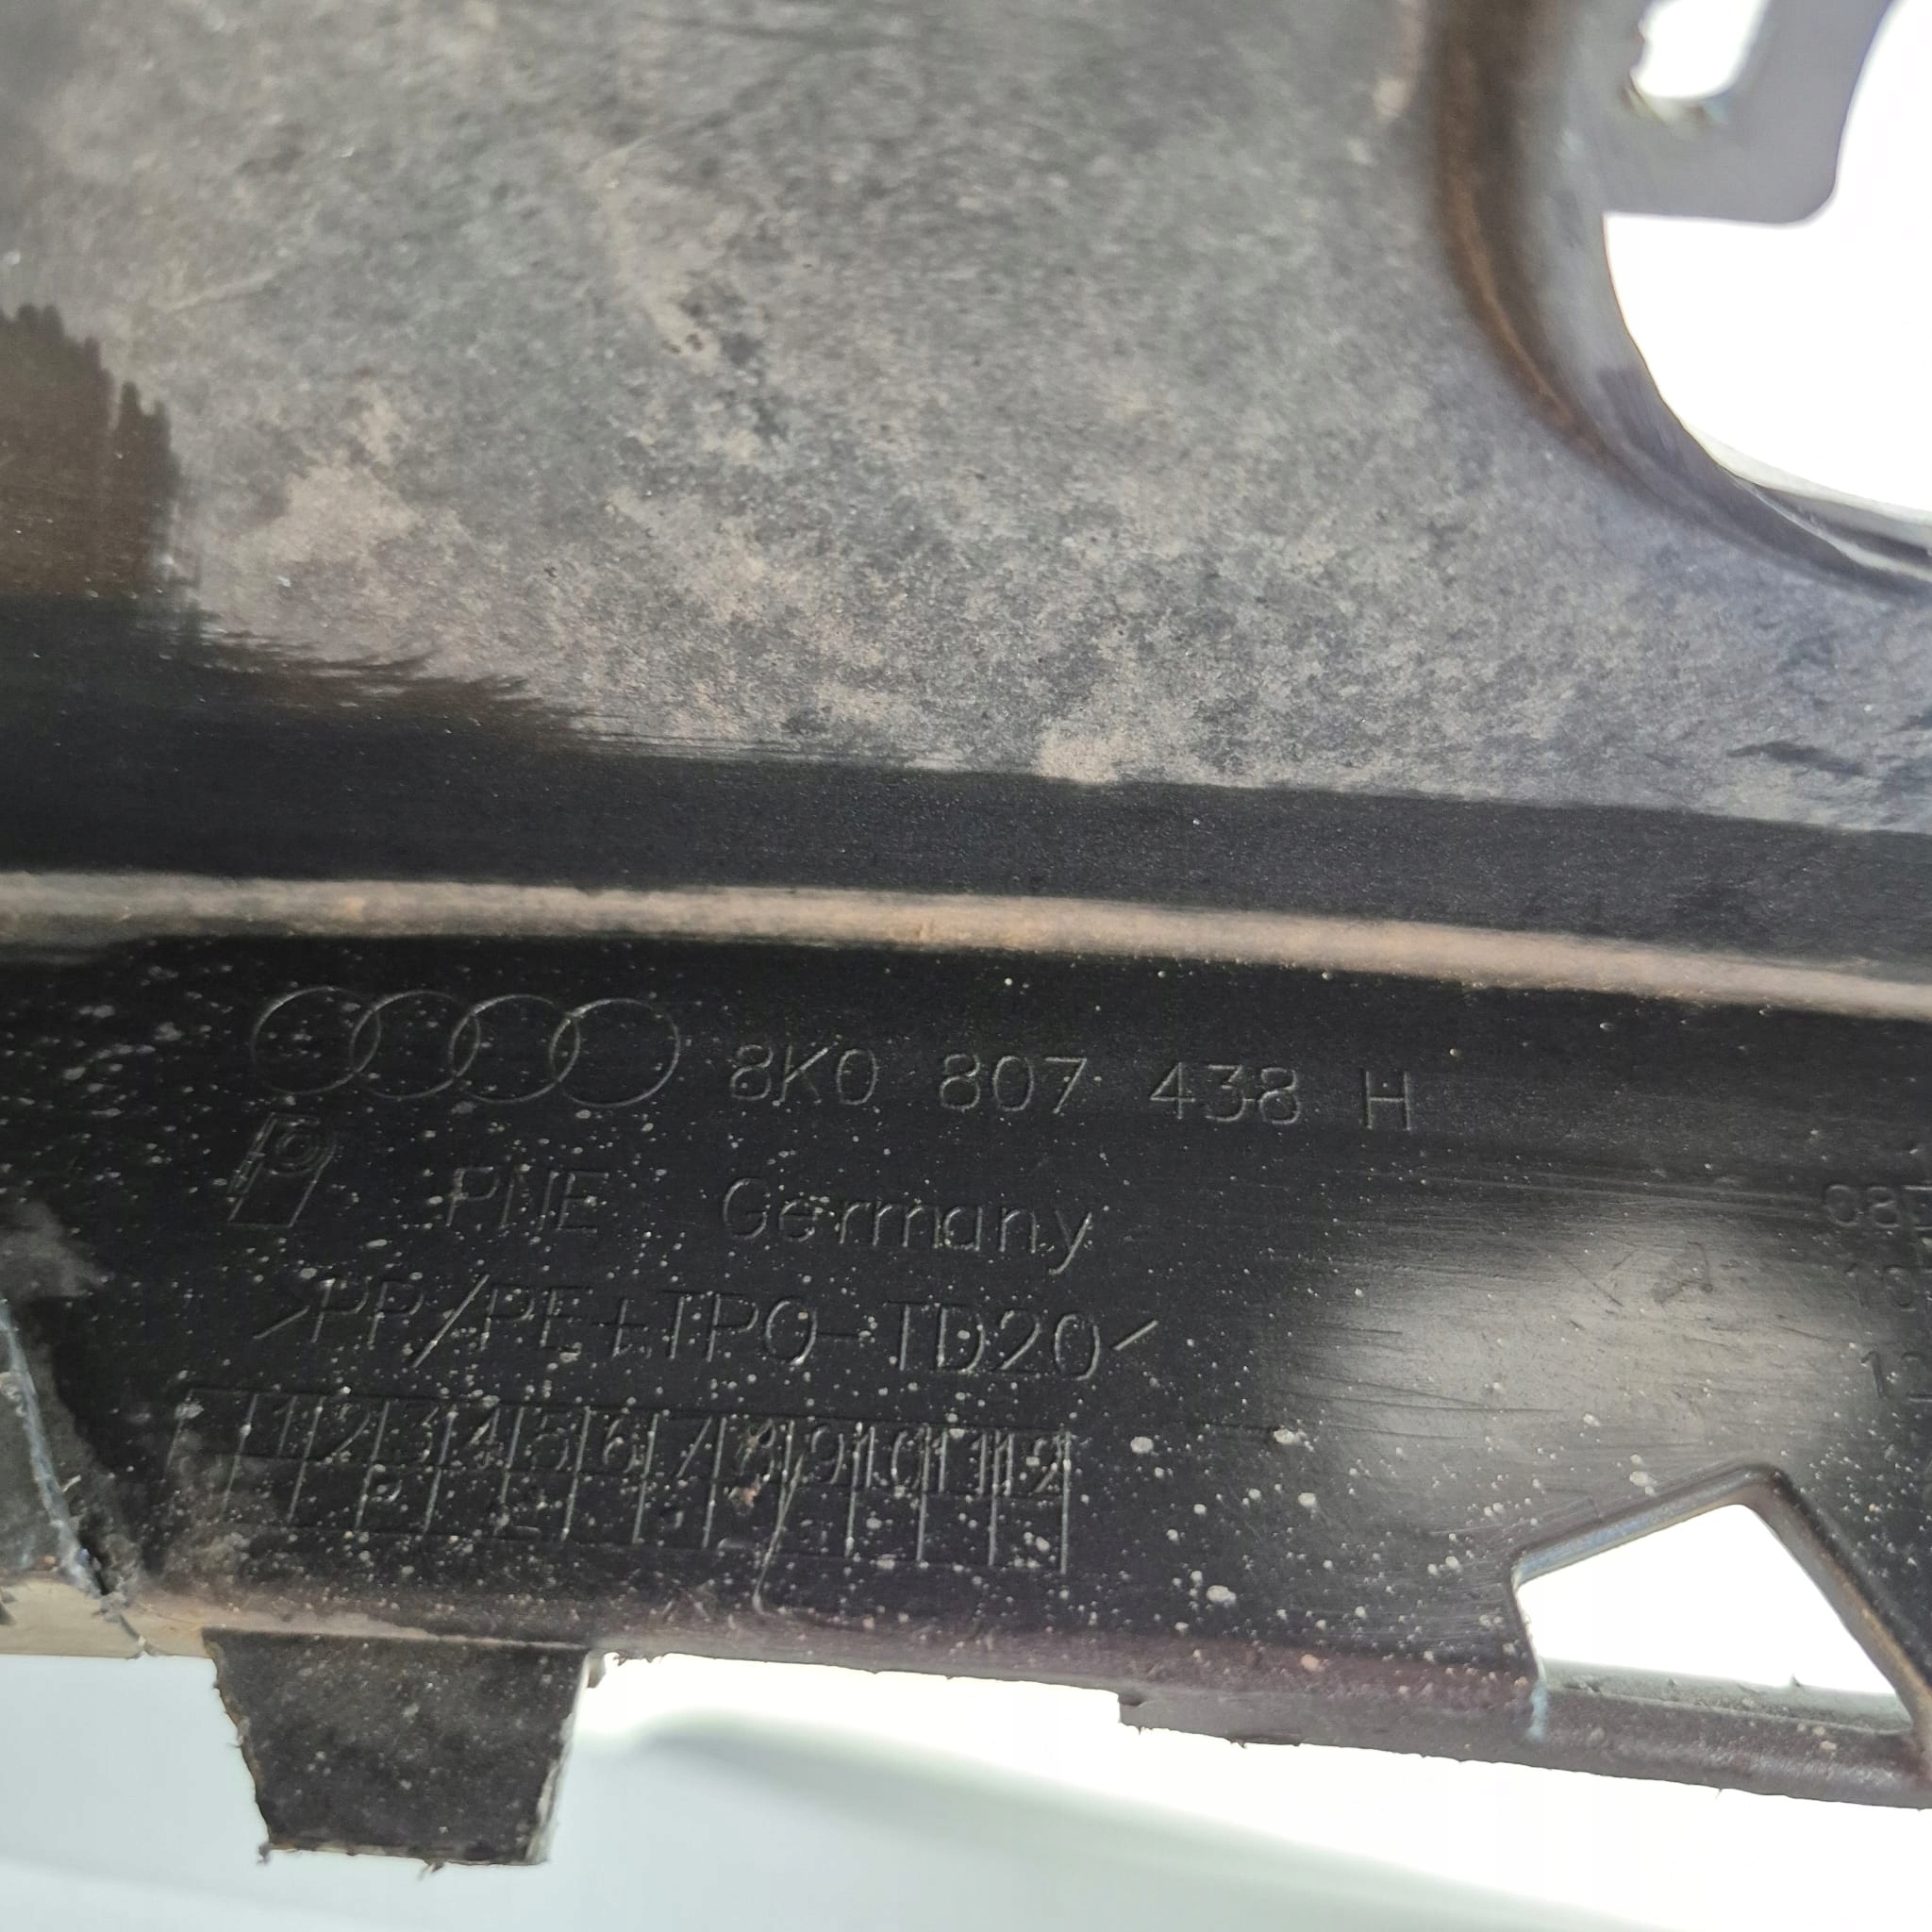 8K0 807 438 H
PNE Germany
>PP/PE+TPO-TD20<
1 2 3 4 5 6 7 8 9 10 11 12